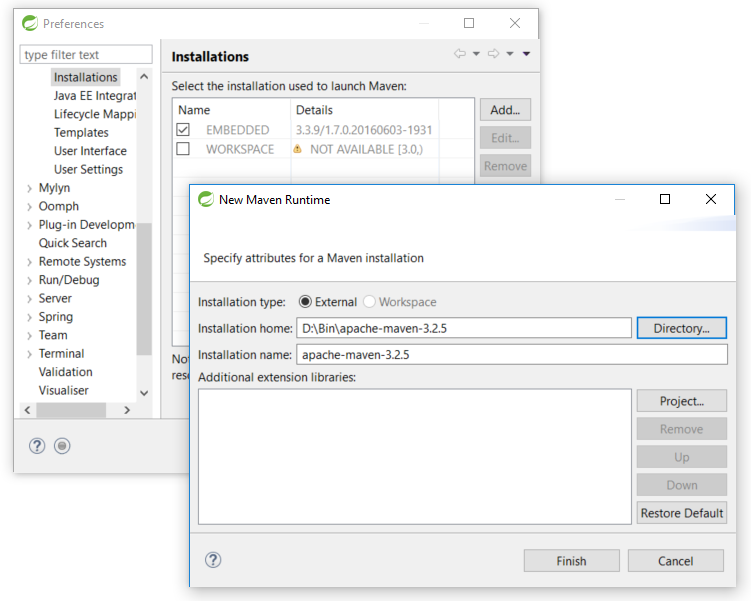 Preferences
type filter text
Installations
Java EE Integrat
Lifecycle Mappi
Templates
User Interface
User Settings
Mylyn
Oomph
Plug-in Developm
Quick Search
Remote Systems
Run/Debug
Server
Spring
Team
Terminal
Validation
Visualiser
Installations
Select the installation used to launch Maven:
Name Details
EMBEDDED 3.3.9/1.7.0.20160603-1931
WORKSPACE NOT AVAILABLE [3.0,)
Add...
Edit...
Remove
Not
reso
New Maven Runtime
Specify attributes for a Maven installation
Installation type: External Workspace
Installation home: D:\Bin\apache-maven-3.2.5 Directory...
Installation name: apache-maven-3.2.5
Additional extension libraries:
Project...
Remove
Up
Down
Restore Default
Finish Cancel